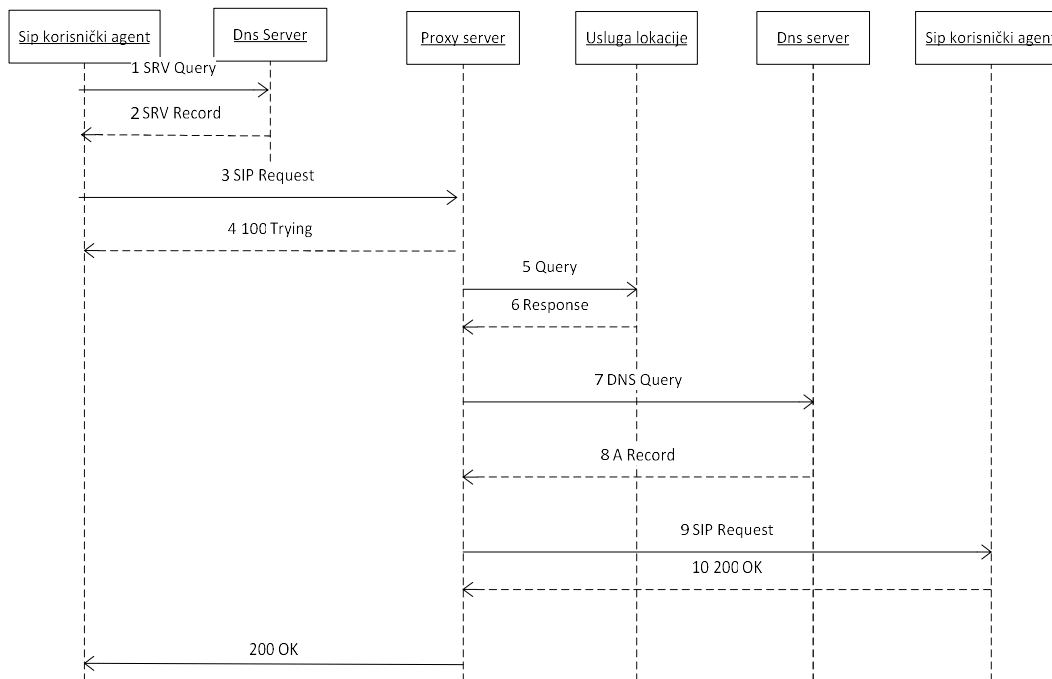 Sip korisnički agent
Dns Server
Proxy server
Usluga lokacije
Dns server
Sip korisnički agent
1 SRV Query
2 SRV Record
3 SIP Request
4 100 Trying
5 Query
6 Response
7 DNS Query
8 A Record
9 SIP Request
10 200 OK
200 OK